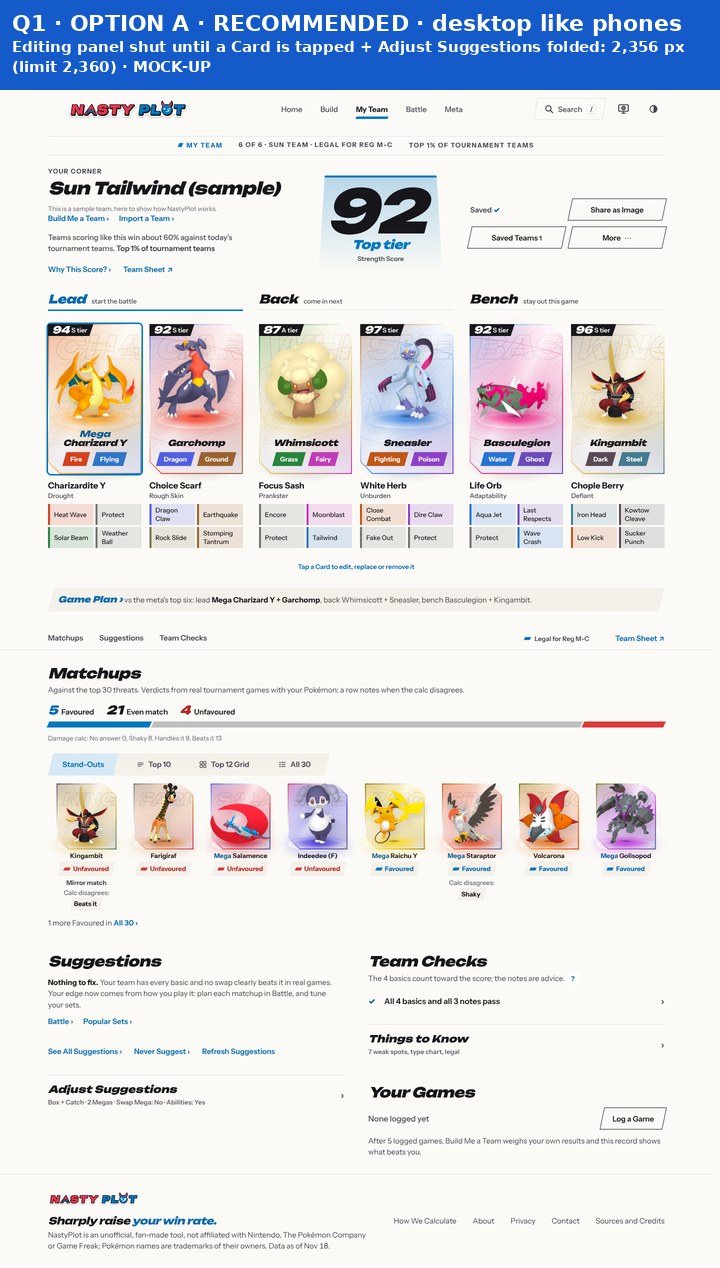 Q1 · OPTION A · RECOMMENDED · desktop like phones
Editing panel shut until a Card is tapped + Adjust Suggestions folded: 2,356 px
(limit 2,360) · MOCK-UP
NASTY PLOT
Home Build My Team Battle Meta
Search /
MY TEAM 6 OF 6 · SUN TEAM · LEGAL FOR REG M-C TOP 1% OF TOURNAMENT TEAMS
YOUR CORNER
Sun Tailwind (sample)
This is a sample team, here to show how NastyPlot works.
Build Me a Team › Import a Team ›
Teams scoring like this win about 60% against today's
tournament teams. Top 1% of tournament teams
Why This Score? › Team Sheet ↗
92
Top tier
Strength Score
Saved ✓ Share as Image
Saved Teams 1 More ···
Lead start the battle
Back come in next
Bench stay out this game
94 S tier
Mega
Charizard Y
Fire Flying
92 S tier
Garchomp
Dragon Ground
87 A tier
Whimsicott
Grass Fairy
97 S tier
Sneasler
Fighting Poison
92 S tier
Basculegion
Water Ghost
96 S tier
Kingambit
Dark Steel
Charizardite Y
Drought
Heat Wave Protect
Solar Beam Weather Ball
Choice Scarf
Rough Skin
Dragon Claw Earthquake
Rock Slide Stomping Tantrum
Focus Sash
Prankster
Encore Moonblast
Protect Tailwind
White Herb
Unburden
Close Combat Dire Claw
Fake Out Protect
Life Orb
Adaptability
Aqua Jet Last Respects
Protect Wave Crash
Chople Berry
Defiant
Iron Head Kowtow Cleave
Low Kick Sucker Punch
Tap a Card to edit, replace or remove it
Game Plan › vs the meta's top six: lead Mega Charizard Y + Garchomp, back Whimsicott + Sneasler, bench Basculegion + Kingambit.
Matchups Suggestions Team Checks
Legal for Reg M-C Team Sheet ↗
Matchups
Against the top 30 threats. Verdicts from real tournament games with your Pokémon; a row notes when the calc disagrees.
5 Favoured 21 Even match 4 Unfavoured
Damage calc: No answer 0, Shaky 8, Handles it 9, Beats it 13
Stand-Outs Top 10 Top 12 Grid All 30
Kingambit
Unfavoured
Mirror match
Calc disagrees:
Beats it
Farigiraf
Unfavoured
Mega Salamence
Unfavoured
Indeedee (F)
Unfavoured
Mega Raichu Y
Favoured
Mega Staraptor
Favoured
Calc disagrees:
Shaky
Volcarona
Favoured
Mega Golisopod
Favoured
1 more Favoured in All 30 ›
Suggestions
Nothing to fix. Your team has every basic and no swap clearly beats it in real games.
Your edge now comes from how you play it: plan each matchup in Battle, and tune
your sets.
Battle › Popular Sets ›
See All Suggestions › Never Suggest › Refresh Suggestions
Adjust Suggestions ›
Box + Catch · 2 Megas · Swap Mega: No · Abilities: Yes
Team Checks
The 4 basics count toward the score; the notes are advice. ?
✓ All 4 basics and all 3 notes pass ›
Things to Know ›
7 weak spots, type chart, legal
Your Games
None logged yet Log a Game
After 5 logged games, Build Me a Team weighs your own results and this record shows
what beats you.
NASTY PLOT
Sharply raise your win rate.
NastyPlot is an unofficial, fan-made tool, not affiliated with Nintendo, The Pokémon Company
or Game Freak; Pokémon names are trademarks of their owners. Data as of Nov 18.
How We Calculate About Privacy Contact Sources and Credits